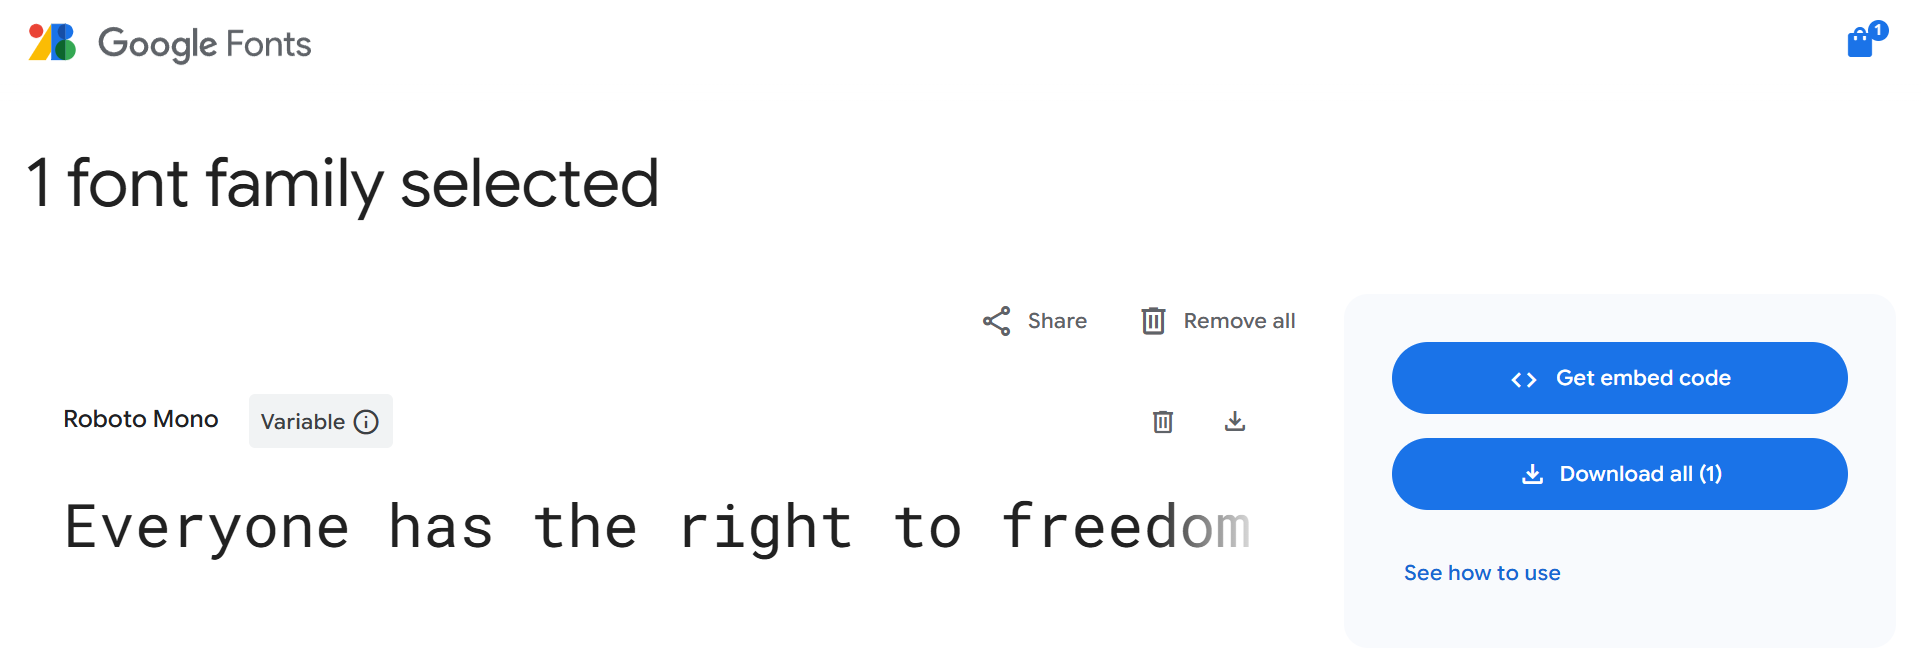 Google Fonts
1
1 font family selected
Share
Remove all
Get embed code
Roboto Mono
Variable
Download all (1)
Everyone has the right to freedom
See how to use